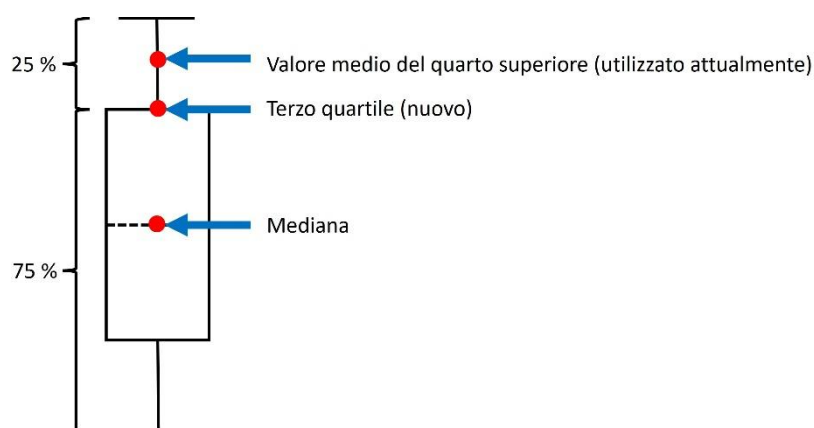 25 %
Valore medio del quarto superiore (utilizzato attualmente)
Terzo quartile (nuovo)
Mediana
75 %